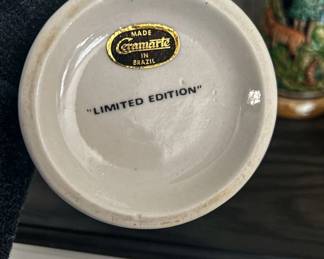 MADE
Ceramarte
IN
BRAZIL
"LIMITED EDITION"